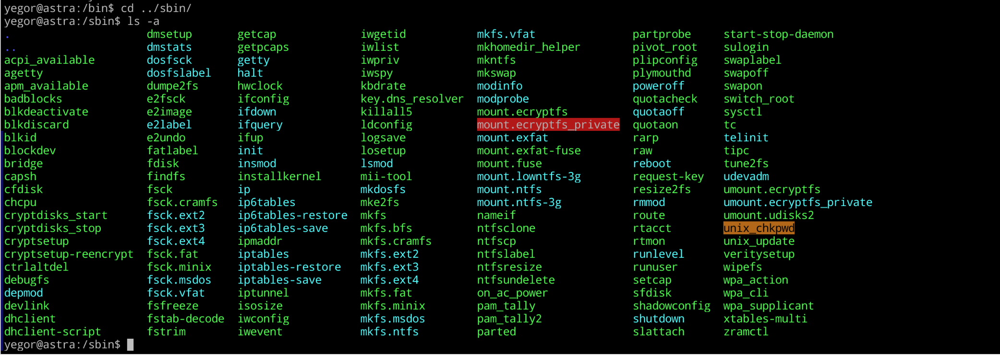 yegor@astra:/bin$ cd ../sbin/
yegor@astra:/sbin$ ls -a
. dmsetup getcap iwgetid mkfs.vfat partprobe start-stop-daemon
.. dmstats getpcaps iwlist mkhomedir_helper pivot_root sulogin
acpi_available dosfsck getty iwpriv mkntfs plipconfig swaplabel
agetty dosfslabel halt iwspy mkswap plymouthd swapoff
apm_available dumpe2fs hwclock kbdrate modinfo poweroff swapon
badblocks e2fsck ifconfig key.dns_resolver modprobe quotacheck switch_root
blkdeactivate e2image ifdown killall5 mount.ecryptfs quotaoff sysctl
blkdiscard e2label ifquery ldconfig mount.ecryptfs_private quotaon tc
blkid e2undo ifup logsave mount.exfat rarp telinit
blockdev fatlabel init losetup mount.exfat-fuse raw tipc
bridge fdisk insmod lsmod mount.fuse reboot tune2fs
capsh findfs installkernel mii-tool mount.lowntfs-3g request-key udevadm
cfdisk fsck ip mkdosfs mount.ntfs resize2fs umount.ecryptfs
chcpu fsck.cramfs ip6tables mke2fs mount.ntfs-3g rmmod umount.ecryptfs_private
cryptdisks_start fsck.ext2 ip6tables-restore mkfs nameif route umount.udisks2
cryptdisks_stop fsck.ext3 ip6tables-save mkfs.bfs ntfsclone rtacct unix_chkpwd
cryptsetup fsck.ext4 ipmaddr mkfs.cramfs ntfscp rtmon unix_update
cryptsetup-reencrypt fsck.fat iptables mkfs.ext2 ntfslabel runlevel veritysetup
ctrlaltdel fsck.minix iptables-restore mkfs.ext3 ntfsresize runuser wipefs
debugfs fsck.msdos iptables-save mkfs.ext4 ntfsundelete setcap wpa_action
depmod fsck.vfat iptunnel mkfs.fat on_ac_power sfdisk wpa_cli
devlink fsfreeze isosize mkfs.minix pam_tally shadowconfig wpa_supplicant
dhclient fstab-decode iwconfig mkfs.msdos pam_tally2 shutdown xtables-multi
dhclient-script fstrim iwevent mkfs.ntfs parted slattach zramctl
yegor@astra:/sbin$